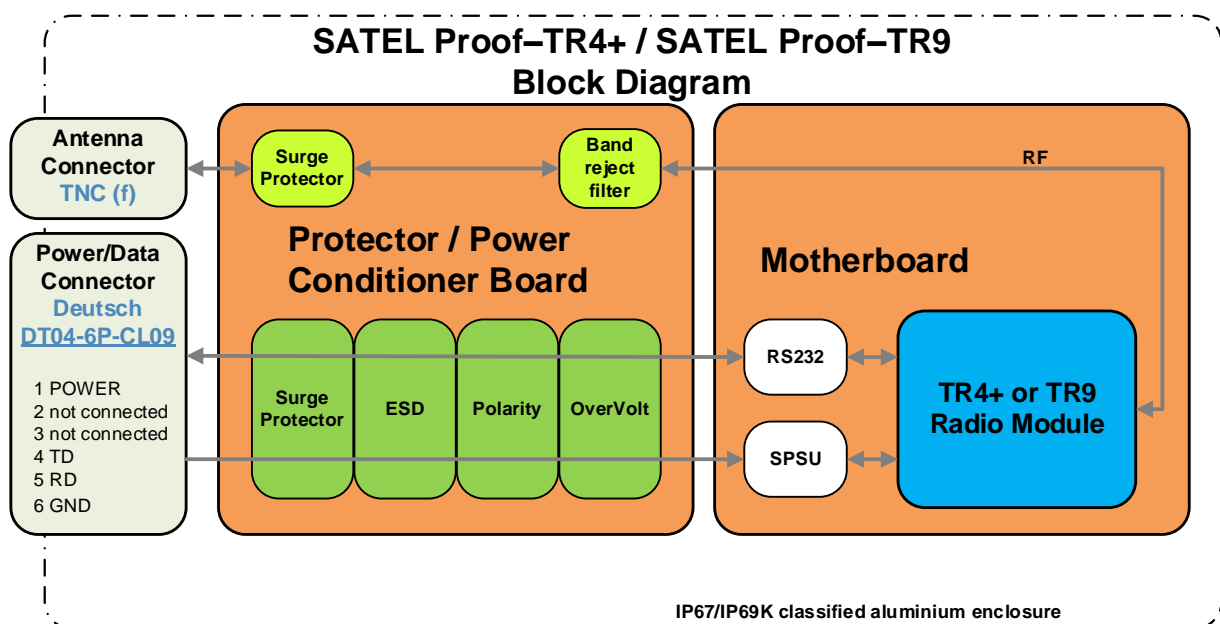 SATEL Proof–TR4+ / SATEL Proof–TR9
Block Diagram
Antenna
Connector
TNC (f)
Surge
Protector
Band
reject
filter
RF
Power/Data
Connector
Deutsch
DT04-6P-CL09
1 POWER
2 not connected
3 not connected
4 TD
5 RD
6 GND
Protector / Power
Conditioner Board
Surge
Protector
ESD
Polarity
OverVolt
Motherboard
RS232
SPSU
TR4+ or TR9
Radio Module
IP67/IP69K classified aluminium enclosure